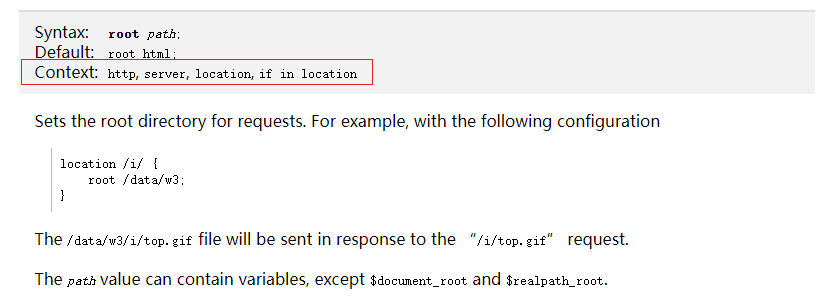 Syntax: root path;
Default: root html;
Context: http, server, location, if in location
Sets the root directory for requests. For example, with the following configuration
location /i/ {
    root /data/w3;
}
The /data/w3/i/top.gif file will be sent in response to the “/i/top.gif” request.
The path value can contain variables, except $document_root and $realpath_root.